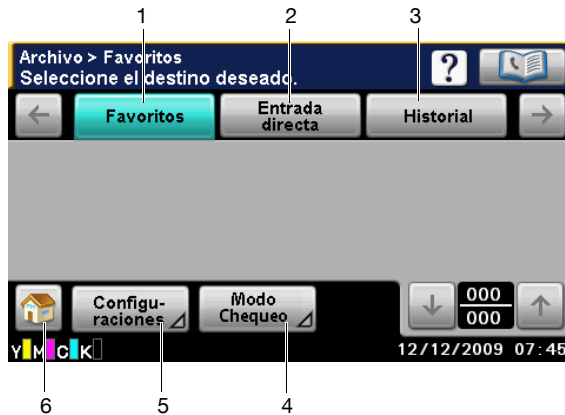 1 2 3
Archivo > Favoritos
Seleccione el destino deseado.
?
←
Favoritos
Entrada
directa
Historial
→
Configu-
raciones
Modo
Chequeo
↓
000
000
↑
Y M C K
12/12/2009 07:45
6 5 4